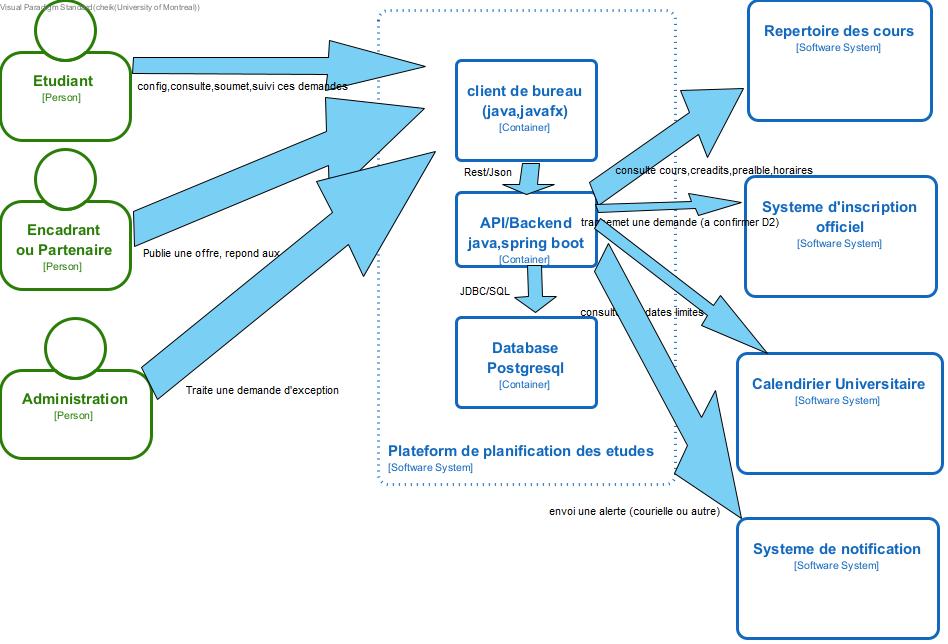 Visual Paradigm Standard(cheik(University of Montreal))
Etudiant
[Person]
config,consulte,soumet,suivi ces demandes
Encadrant
ou Partenaire
[Person]
Publie une offre, repond aux
Administration
[Person]
Traite une demande d'exception
client de bureau
(java,javafx)
[Container]
Rest/Json
API/Backend
java,spring boot
[Container]
JDBC/SQL
Database
Postgresql
[Container]
Plateform de planification des etudes
[Software System]
consulte cours,creadits,prealble,horaires
une demande (a confirmer D2)
dates limites
envoi une alerte (courielle ou autre)
Repertoire des cours
[Software System]
Systeme d'inscription
officiel
[Software System]
Calendirier Universitaire
[Software System]
Systeme de notification
[Software System]